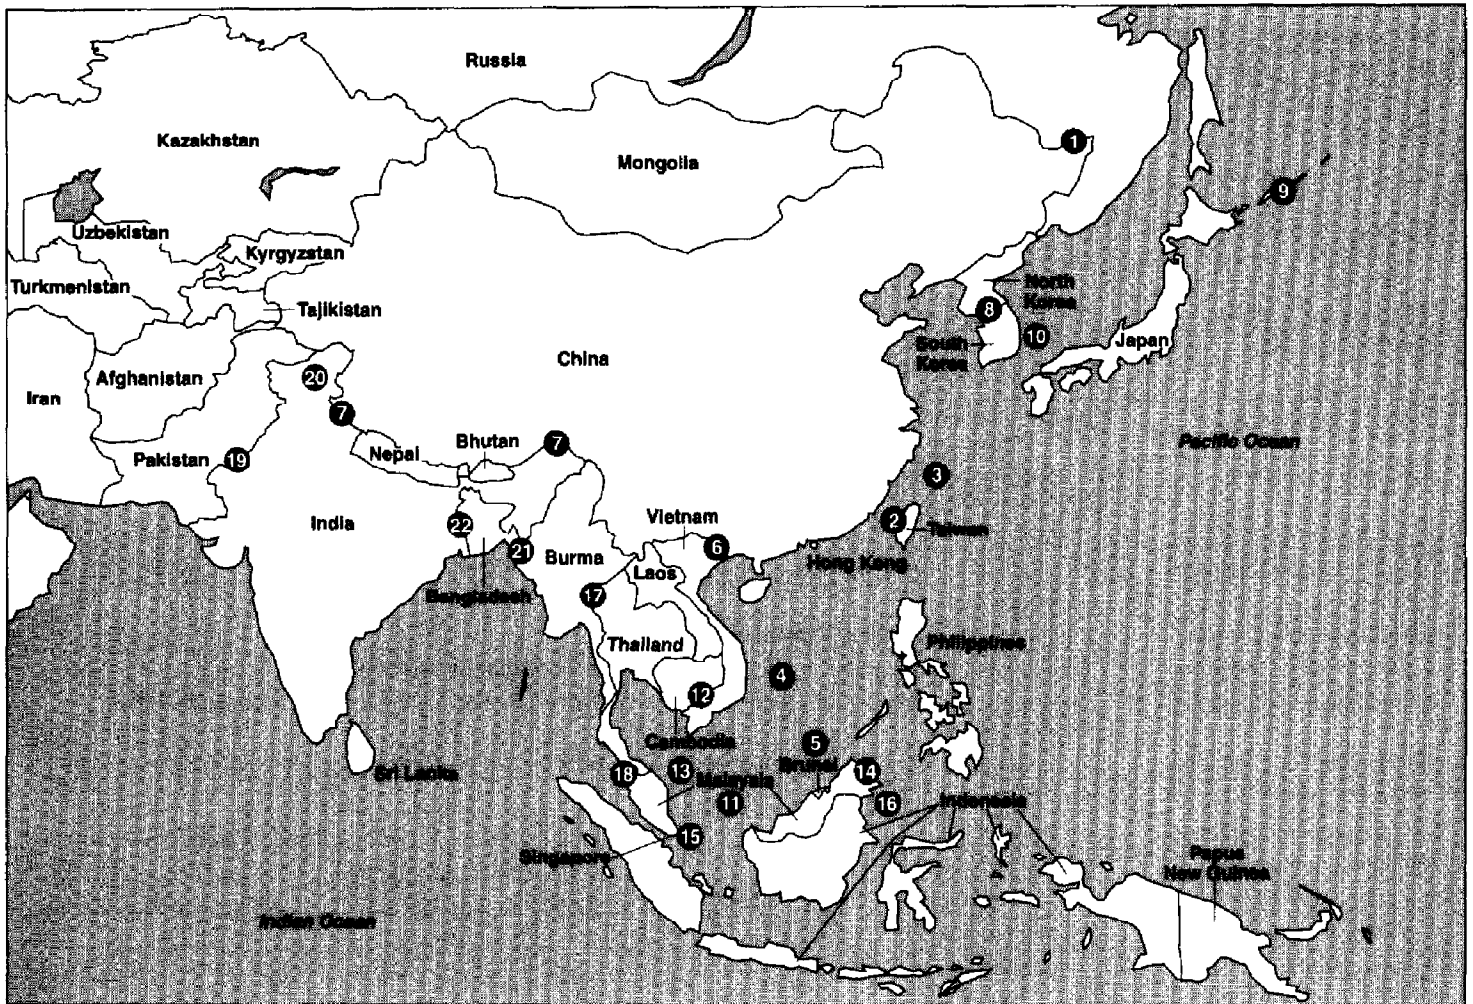 Russia
Kazakhstan
Mongolia
1
9
Uzbekistan
Kyrgyzstan
Turkmenistan
North
Korea
Tajikistan
8
10
South
Korea
Japan
China
Afghanistan
20
Iran
7
Bhutan
7
Nepal
Pakistan
19
Pacific Ocean
3
India
22
Vietnam
2
Taiwan
21
Burma
6
Hong Kong
Laos
Bangladesh
17
Thailand
Philippines
4
12
Cambodia
5
Brunei
Sri Lanka
18
13
Malaysia
14
11
16
Indonesia
15
Singapore
Papua
New Guinea
Indian Ocean